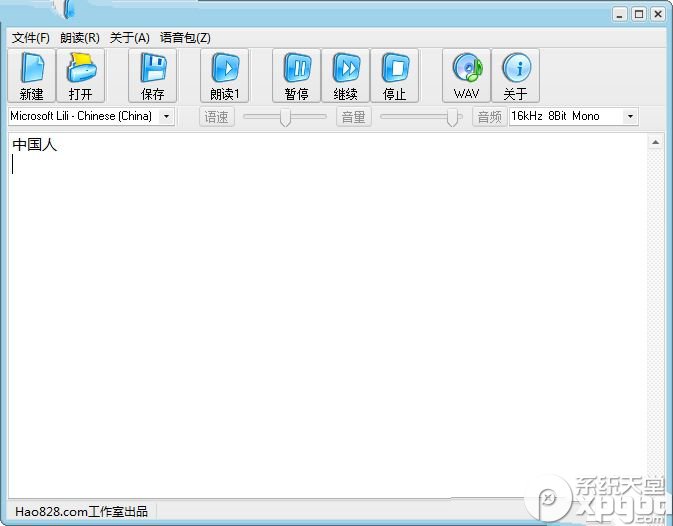 文件(F) 朗读(R) 关于(A) 语音包(Z)
新建 打开 保存 朗读1 暂停 继续 停止 WAV 关于
Microsoft Lili - Chinese (China) 语速 音量 音频 16kHz 8Bit Mono
中国人
Hao828.com工作室出品
系统天堂